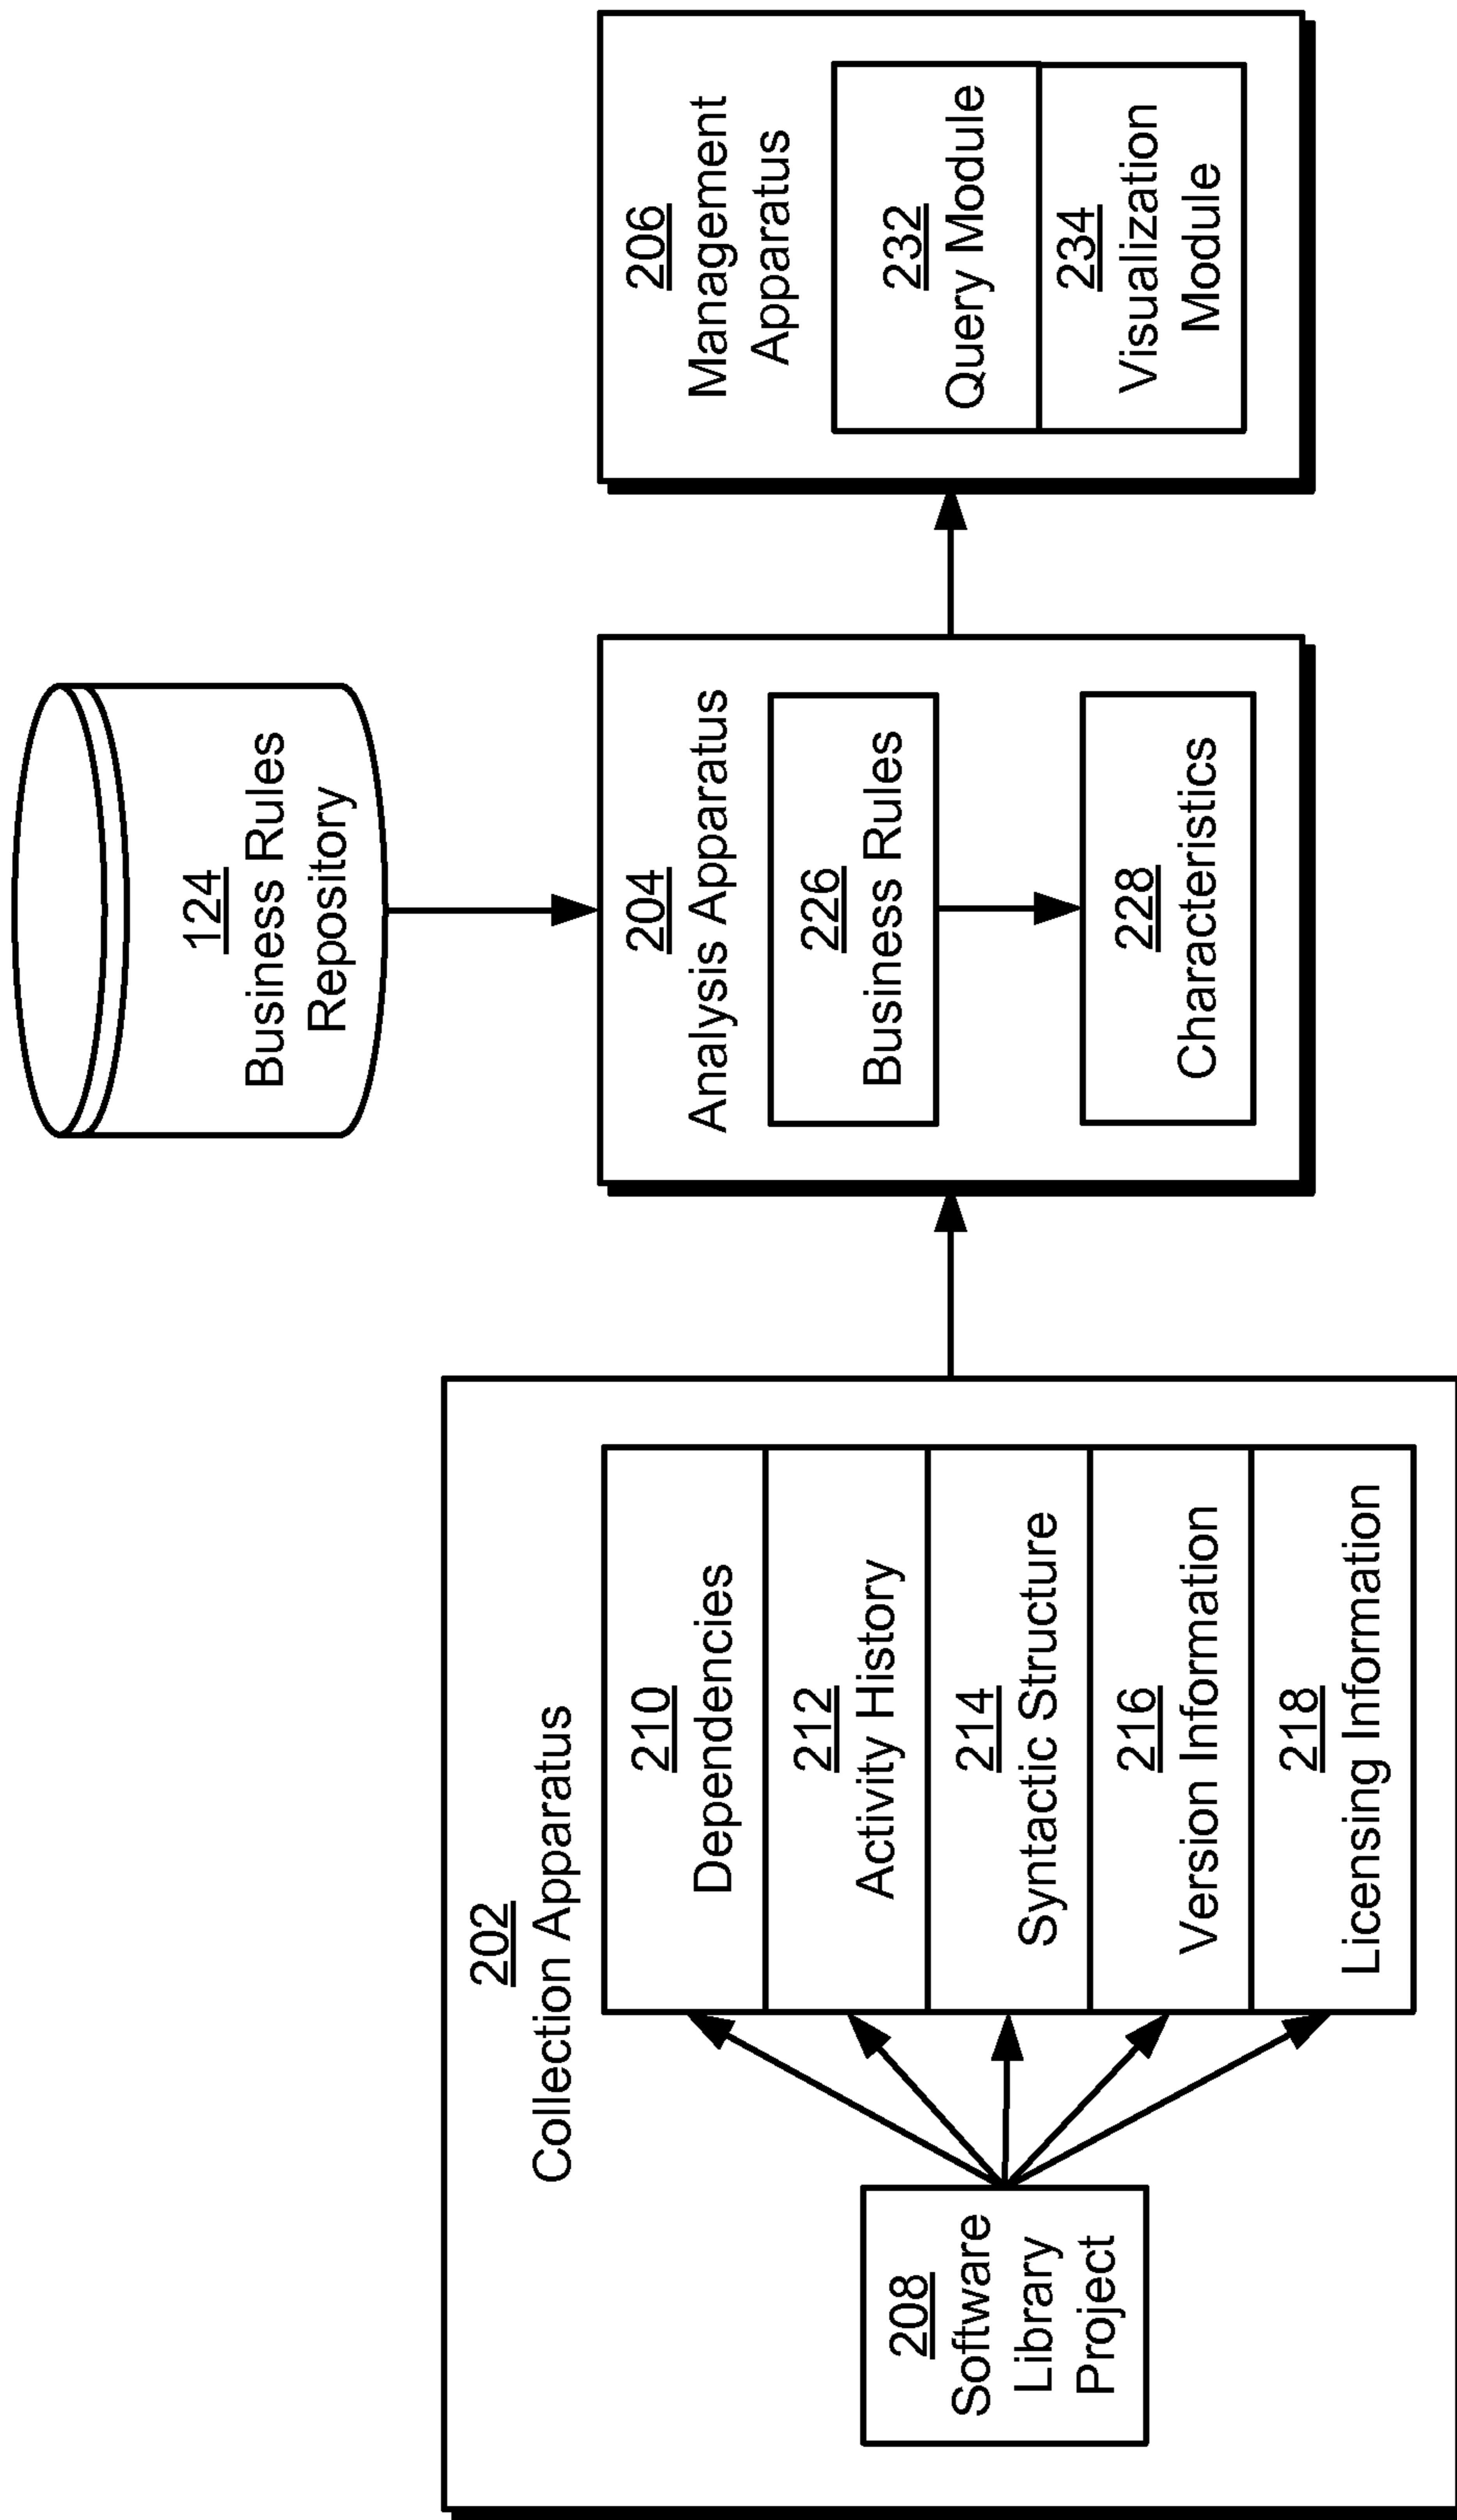 124
Business Rules
Repository
202
Collection Apparatus
208
Software
Library
Project
210
Dependencies
212
Activity History
214
Syntactic Structure
216
Version Information
218
Licensing Information
204
Analysis Apparatus
226
Business Rules
228
Characteristics
206
Management
Apparatus
232
Query Module
234
Visualization
Module